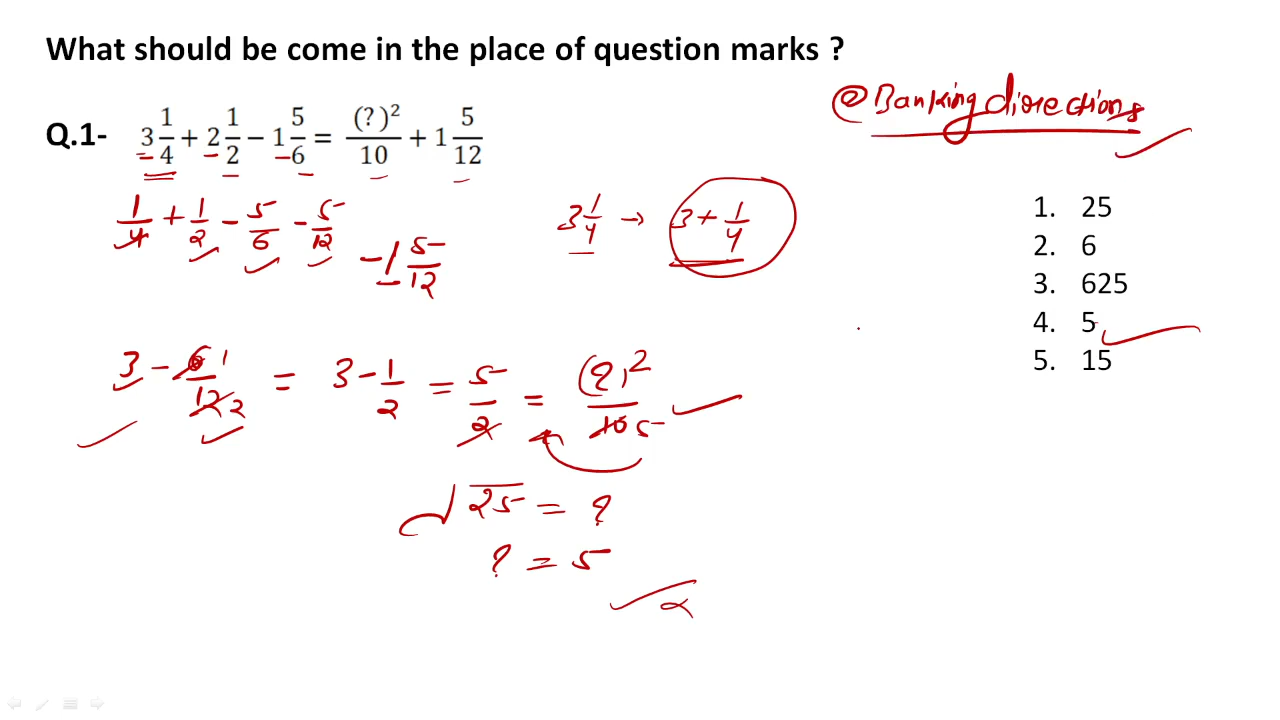 What should be come in the place of question marks ?
@ Banking directions
Q.1- 3 1/4 + 2 1/2 − 1 5/6 = (?)²/10 + 1 5/12
1/4 + 1/2 − 5/6 − 5/12
−1 5/12
3 1/4 → 3 + 1/4
1. 25
2. 6
3. 625
4. 5
5. 15
3 − 6 1/12 2 = 3 − 1/2 = 5/2 = (?)²/10 5
√25 = ?
? = 5